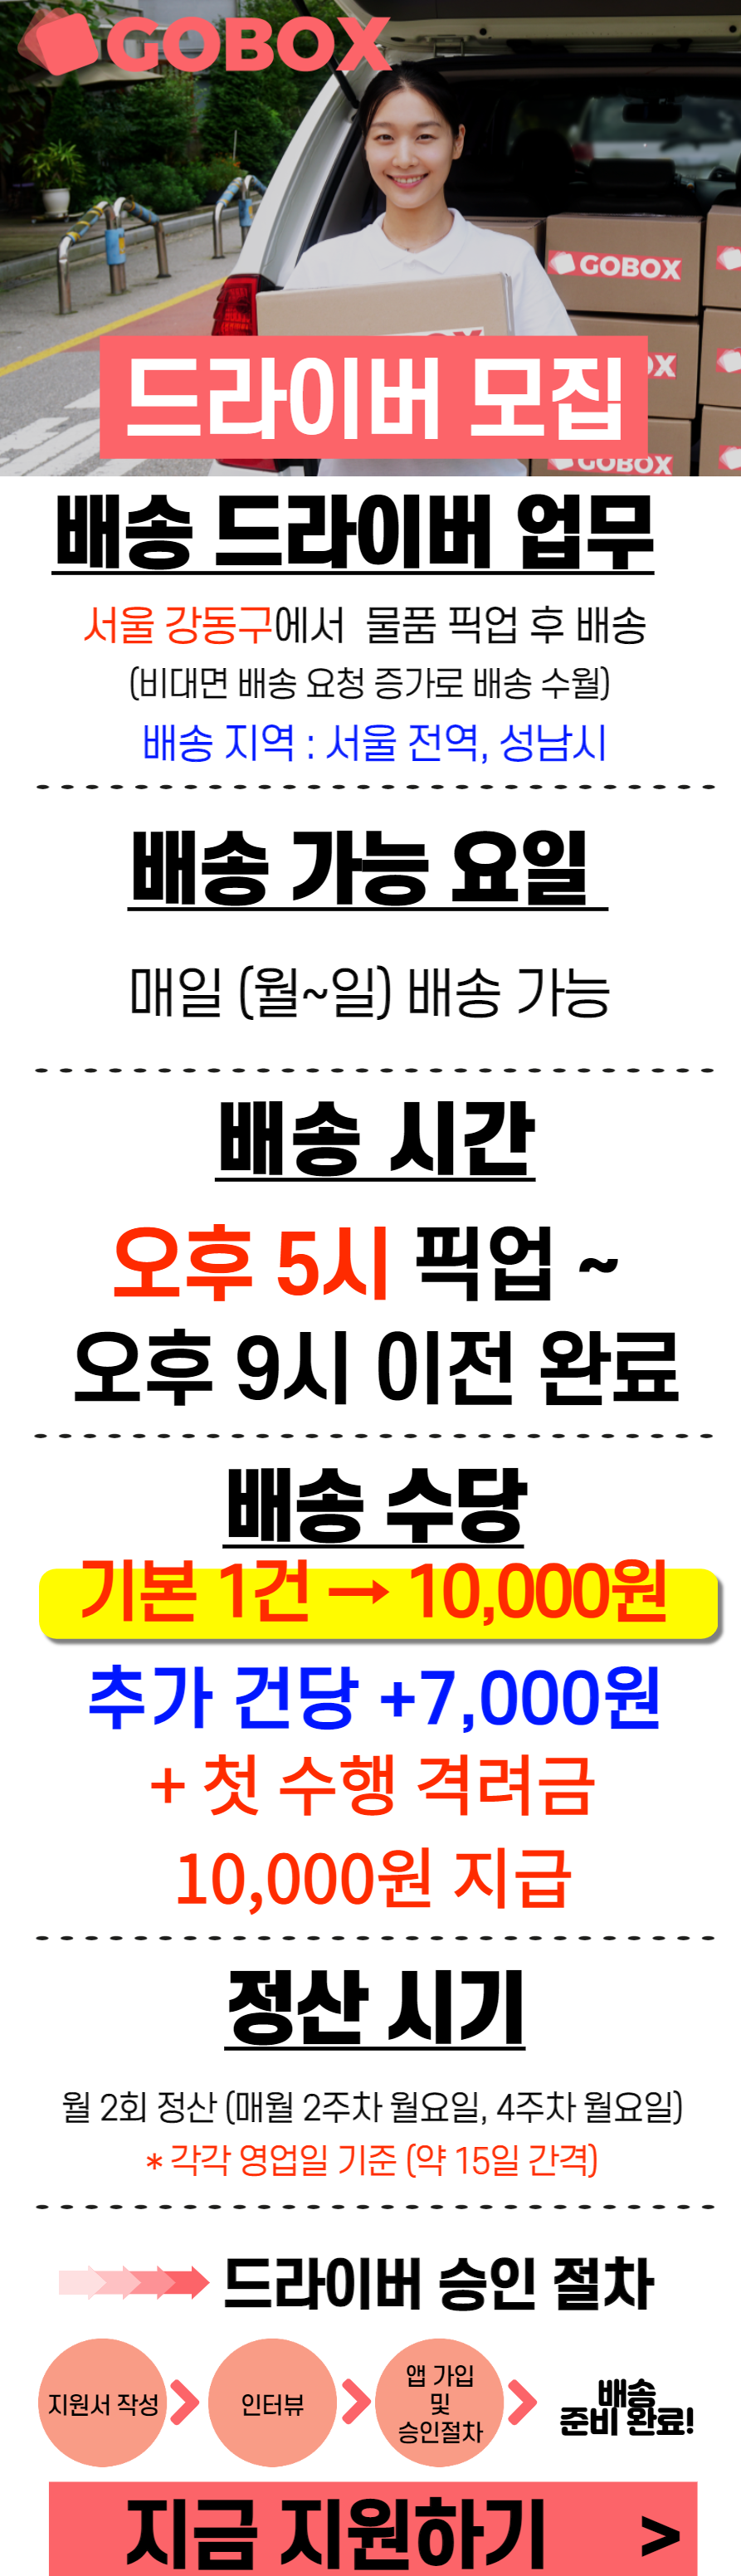 GOBOX
GOBOX
드라이버 모집
GOBOX
배송 드라이버 업무
서울 강동구에서 물품 픽업 후 배송
(비대면 배송 요청 증가로 배송 수월)
배송 지역 : 서울 전역, 성남시
배송 가능 요일
매일 (월~일) 배송 가능
배송 시간
오후 5시 픽업 ~
오후 9시 이전 완료
배송 수당
기본 1건 → 10,000원
추가 건당 +7,000원
+ 첫 수행 격려금
10,000원 지급
정산 시기
월 2회 정산 (매월 2주차 월요일, 4주차 월요일)
* 각각 영업일 기준 (약 15일 간격)
드라이버 승인 절차
지원서 작성
인터뷰
앱 가입
및
승인절차
배송
준비 완료!
지금 지원하기 >